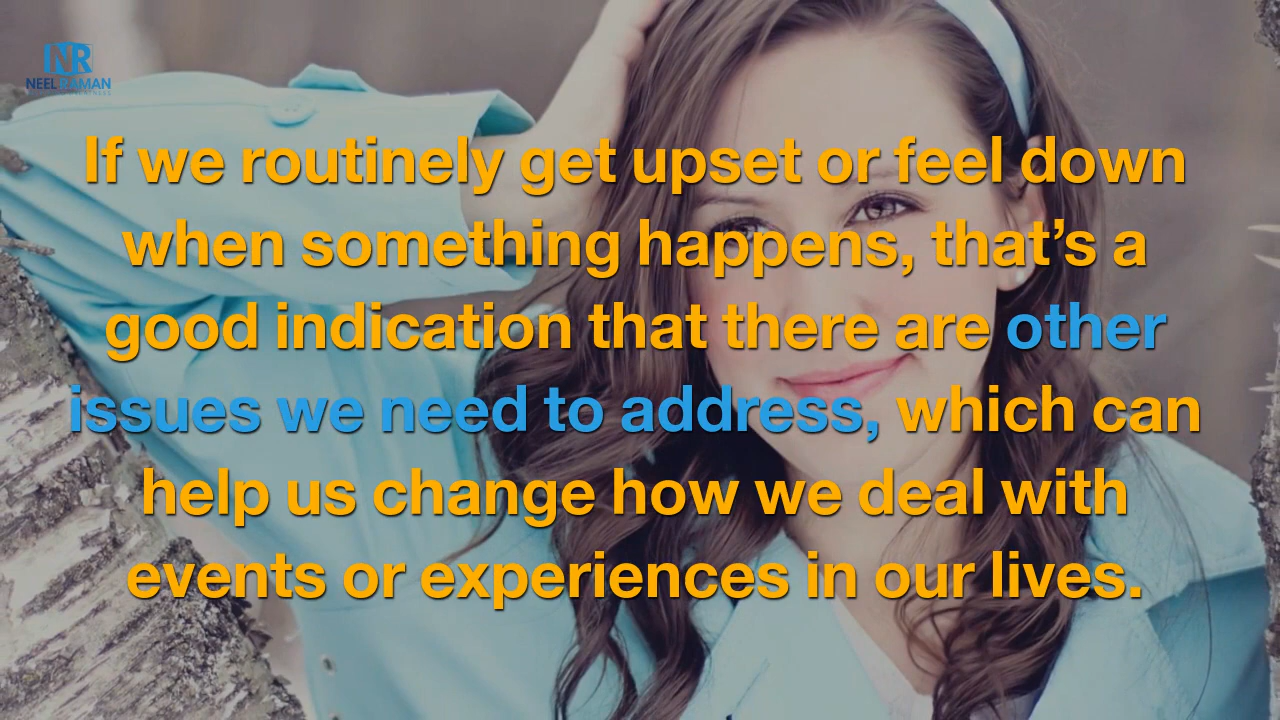 NR
NEEL RAMAN
If we routinely get upset or feel down
when something happens, that’s a
good indication that there are other
issues we need to address, which can
help us change how we deal with
events or experiences in our lives.